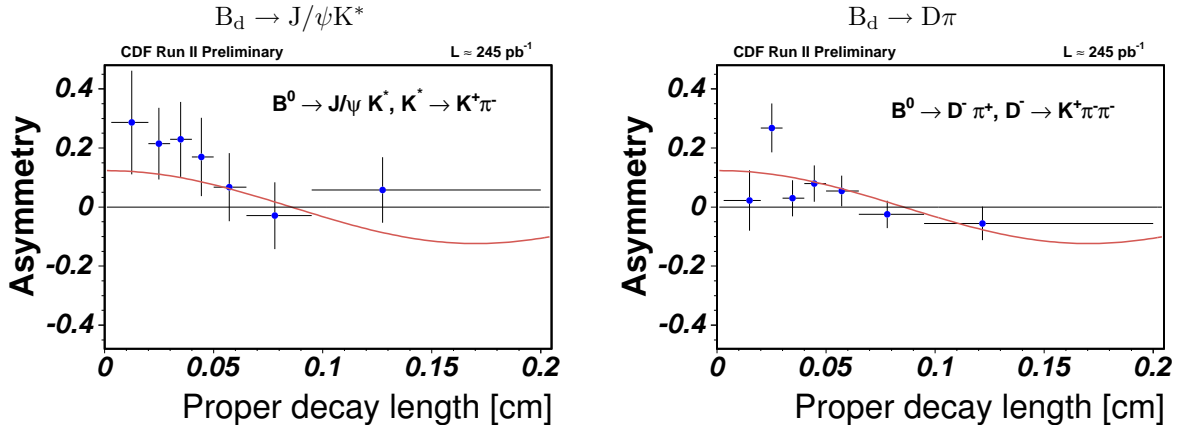 B_d → J/ψK*
CDF Run II Preliminary L ≈ 245 pb⁻¹
B⁰ → J/ψ K*, K* → K⁺π⁻
Asymmetry
0.4
0.2
0
-0.2
-0.4
0 0.05 0.1 0.15 0.2
Proper decay length [cm]
B_d → Dπ
CDF Run II Preliminary L ≈ 245 pb⁻¹
B⁰ → D⁻ π⁺, D⁻ → K⁺π⁻π⁻
Asymmetry
0.4
0.2
0
-0.2
-0.4
0 0.05 0.1 0.15 0.2
Proper decay length [cm]